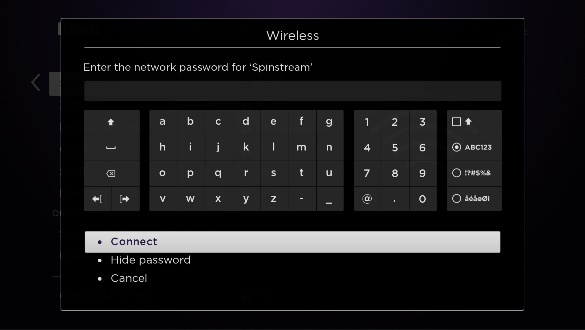 Wireless
Enter the network password for 'Spinstream'
a b c d e f g 1 2 3
h i j k l m n 4 5 6 ABC123
o p q r s t u 7 8 9 !?#$%&
v w x y z - _ @ . 0 áéåøØÏ
Connect
Hide password
Cancel